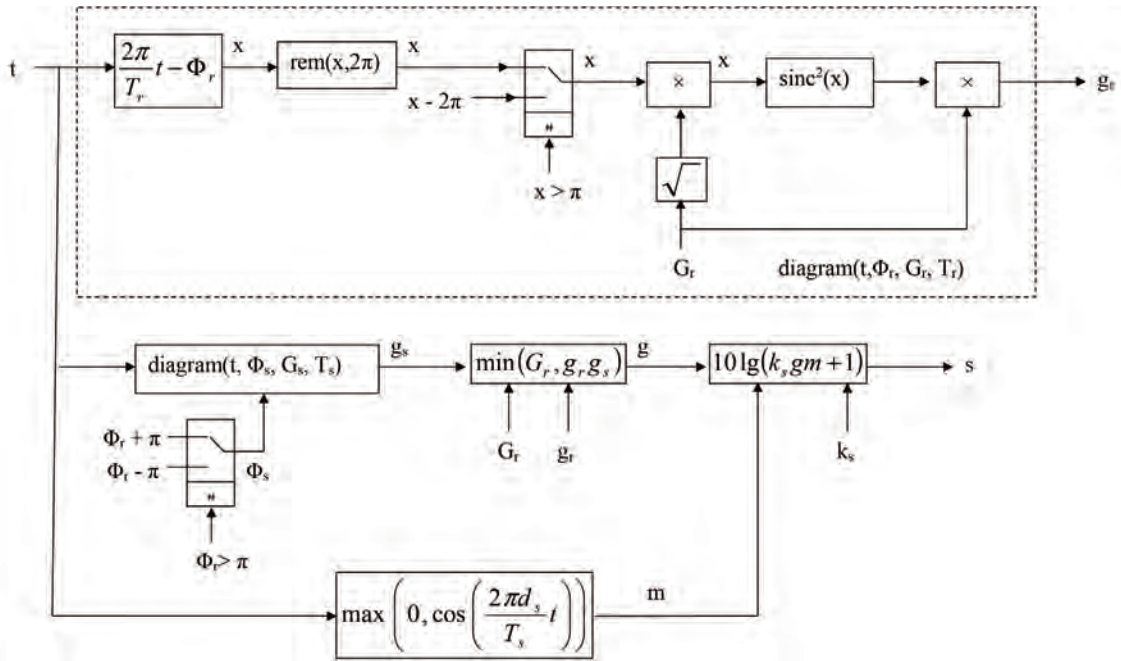 t
2π/T_r t − Φ_r
x
rem(x,2π)
x
x - 2π
"
x > π
x
×
x
sinc²(x)
×
g_e
√
G_r
diagram(t,Φ_r, G_r, T_r)
diagram(t, Φ_s, G_s, T_s)
g_s
min(G_r, g_r g_s)
g
10 lg(k_s gm + 1)
s
G_r
g_r
k_s
Φ_r + π
Φ_r - π
Φ_s
"
Φ_r> π
max(0, cos(2πd_s/T_s t))
m